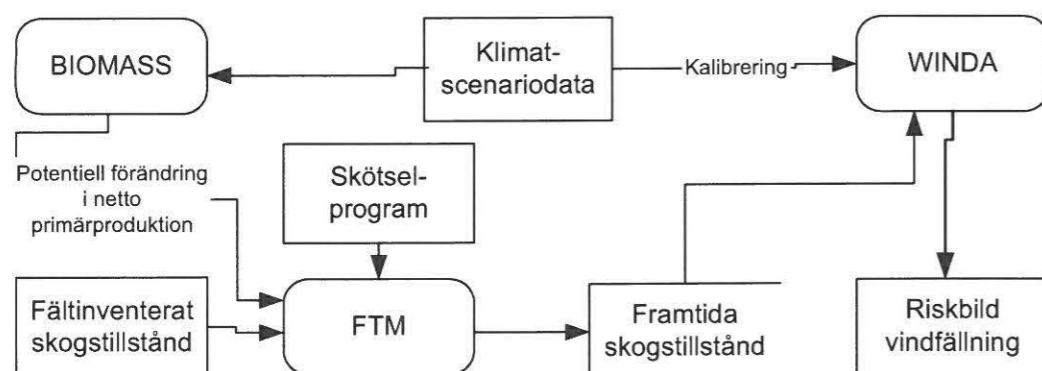 BIOMASS
Klimat-
scenariodata
Kalibrering
WINDA
Potentiell förändring
i netto
primärproduktion
Skötsel-
program
Fältinventerat
skogstillstånd
FTM
Framtida
skogstillstånd
Riskbild
vindfällning